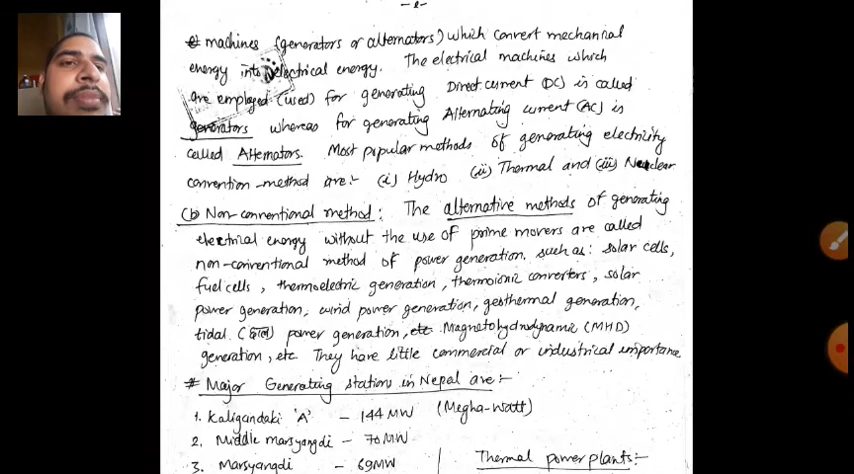 -2-
machines (generators or alternators) which convert mechanical
energy into electrical energy. The electrical machines which
are employed (used) for generating Direct current (DC) is called
generators whereas for generating Alternating current (AC) is
called Alternators. Most popular methods of generating electricity
convention-method are:- (i) Hydro (ii) Thermal and (iii) Nuclear
(b) Non-conventional method: The alternative methods of generating
electrical energy without the use of prime movers are called
non-conventional method of power generation. such as: solar cells,
fuel cells, thermoelectric generation, thermoionic converters, solar
power generation, wind power generation, geothermal generation,
tidal power generation, etc. Magnetohydrodynamic (MHD)
generation, etc. They have little commercial or industrical importance
# Major Generating station in Nepal are:-
1. Kaligandaki 'A' - 144 MW (Megha-watt)
2. Middle marsyangdi - 70 MW
3. Marsyangdi - 69 MW
Thermal power plants:-